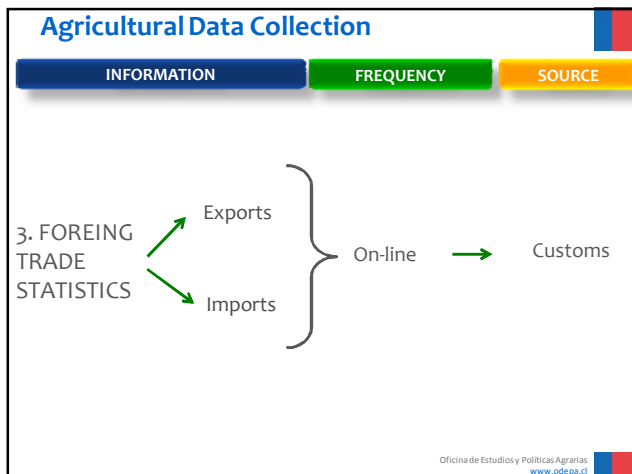 Agricultural Data Collection
INFORMATION
FREQUENCY
SOURCE
3. FOREING
TRADE
STATISTICS
Exports
Imports
On-line
Customs
Oficina de Estudios y Políticas Agrarias
www.odepa.cl